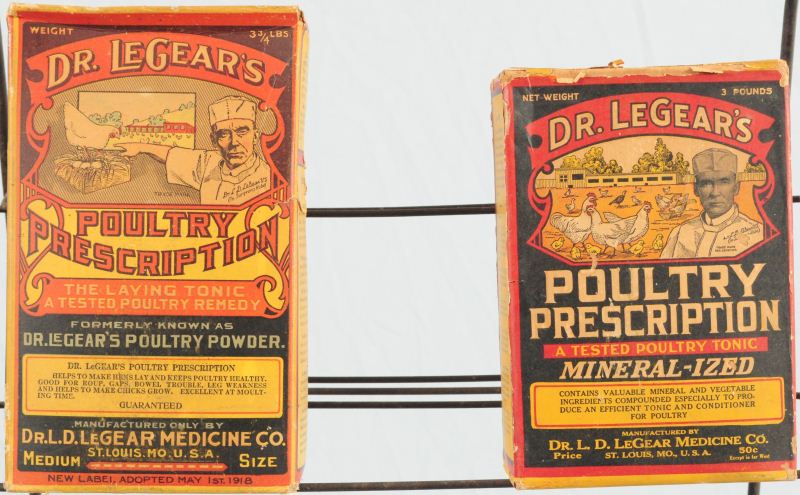 WEIGHT 3 3/4 LBS
DR. LEGEAR'S
TRADE MARK
POULTRY
PRESCRIPTION
THE LAYING TONIC
A TESTED POULTRY REMEDY
FORMERLY KNOWN AS
DR. LEGEAR'S POULTRY POWDER.
DR. LEGEAR'S POULTRY PRESCRIPTION
HELPS TO MAKE HENS LAY AND KEEPS POULTRY HEALTHY.
GOOD FOR ROUP, GAPS, BOWEL TROUBLE, LEG WEAKNESS
AND HELPS TO MAKE CHICKS GROW. EXCELLENT AT MOULT-
ING TIME.
GUARANTEED
MANUFACTURED ONLY BY
DR. L.D. LEGEAR MEDICINE CO.
ST. LOUIS, MO. U.S.A.
MEDIUM SIZE
NEW LABEL ADOPTED MAY 1ST. 1918
NET WEIGHT 3 POUNDS
DR. LEGEAR'S
POULTRY
PRESCRIPTION
A TESTED POULTRY TONIC
MINERAL-IZED
CONTAINS VALUABLE MINERAL AND VEGETABLE
INGREDIENTS COMPOUNDED ESPECIALLY TO PRO-
DUCE AN EFFICIENT TONIC AND CONDITIONER
FOR POULTRY
MANUFACTURED BY
DR. L. D. LEGEAR MEDICINE CO.
Price ST. LOUIS, MO., U. S. A. 50c
Except in far West